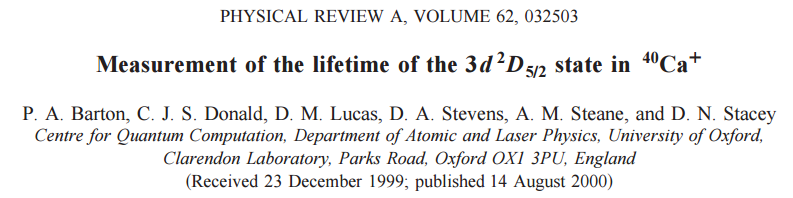 PHYSICAL REVIEW A, VOLUME 62, 032503
Measurement of the lifetime of the 3d ²D₅/₂ state in ⁴⁰Ca⁺
P. A. Barton, C. J. S. Donald, D. M. Lucas, D. A. Stevens, A. M. Steane, and D. N. Stacey
Centre for Quantum Computation, Department of Atomic and Laser Physics, University of Oxford,
Clarendon Laboratory, Parks Road, Oxford OX1 3PU, England
(Received 23 December 1999; published 14 August 2000)